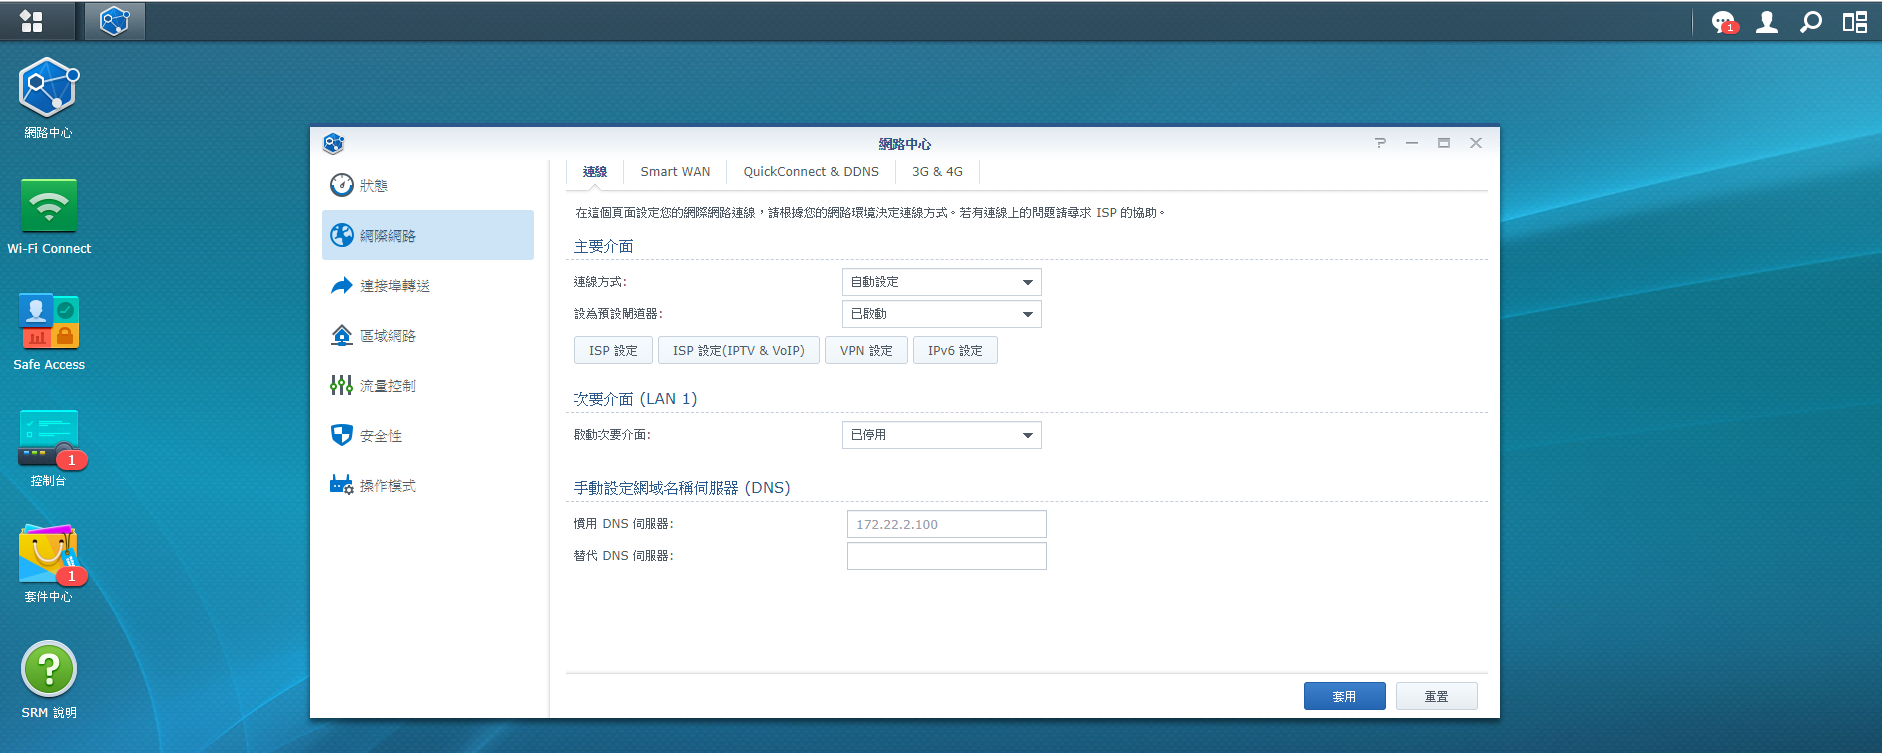 1
網路中心
Wi-Fi Connect
Safe Access
1
控制台
1
套件中心
SRM 說明
網路中心
狀態
網際網路
連接埠轉送
區域網路
流量控制
安全性
操作模式
連線
Smart WAN
QuickConnect & DDNS
3G & 4G
在這個頁面設定您的網際網路連線，請根據您的網路環境決定連線方式。若有連線上的問題請尋求 ISP 的協助。
主要介面
連線方式:
自動設定
設為預設閘道器:
已啟動
ISP 設定
ISP 設定(IPTV & VoIP)
VPN 設定
IPv6 設定
次要介面 (LAN 1)
啟動次要介面:
已停用
手動設定網域名稱伺服器 (DNS)
慣用 DNS 伺服器:
172.22.2.100
替代 DNS 伺服器:
套用
重置